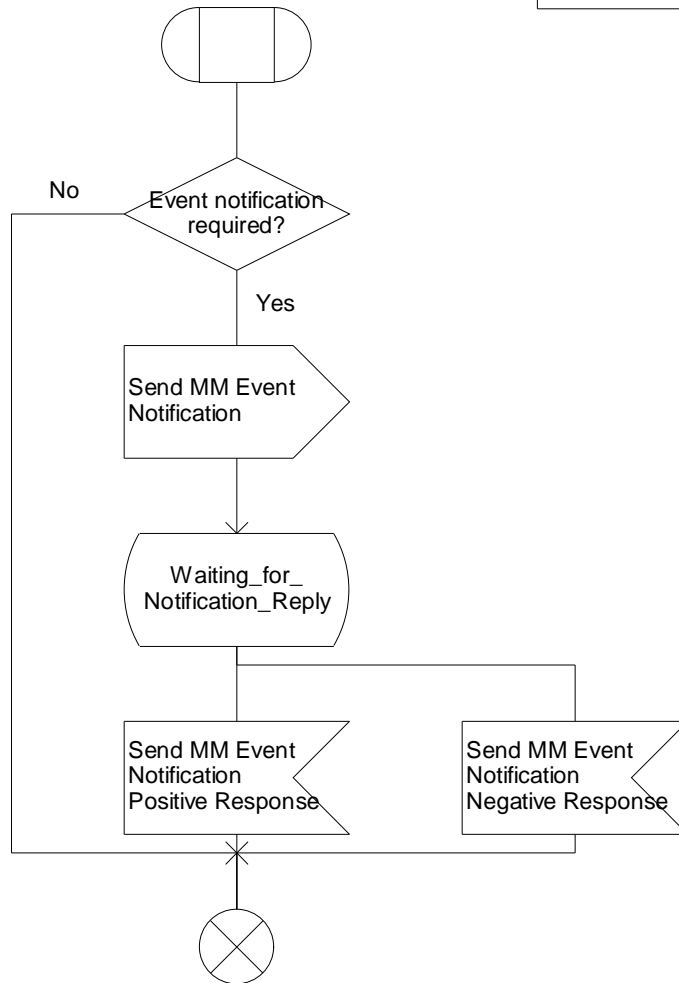 No
Event notification
required?
Yes
Send MM Event
Notification
Waiting_for_
Notification_Reply
Send MM Event
Notification
Positive Response
Send MM Event
Notification
Negative Response